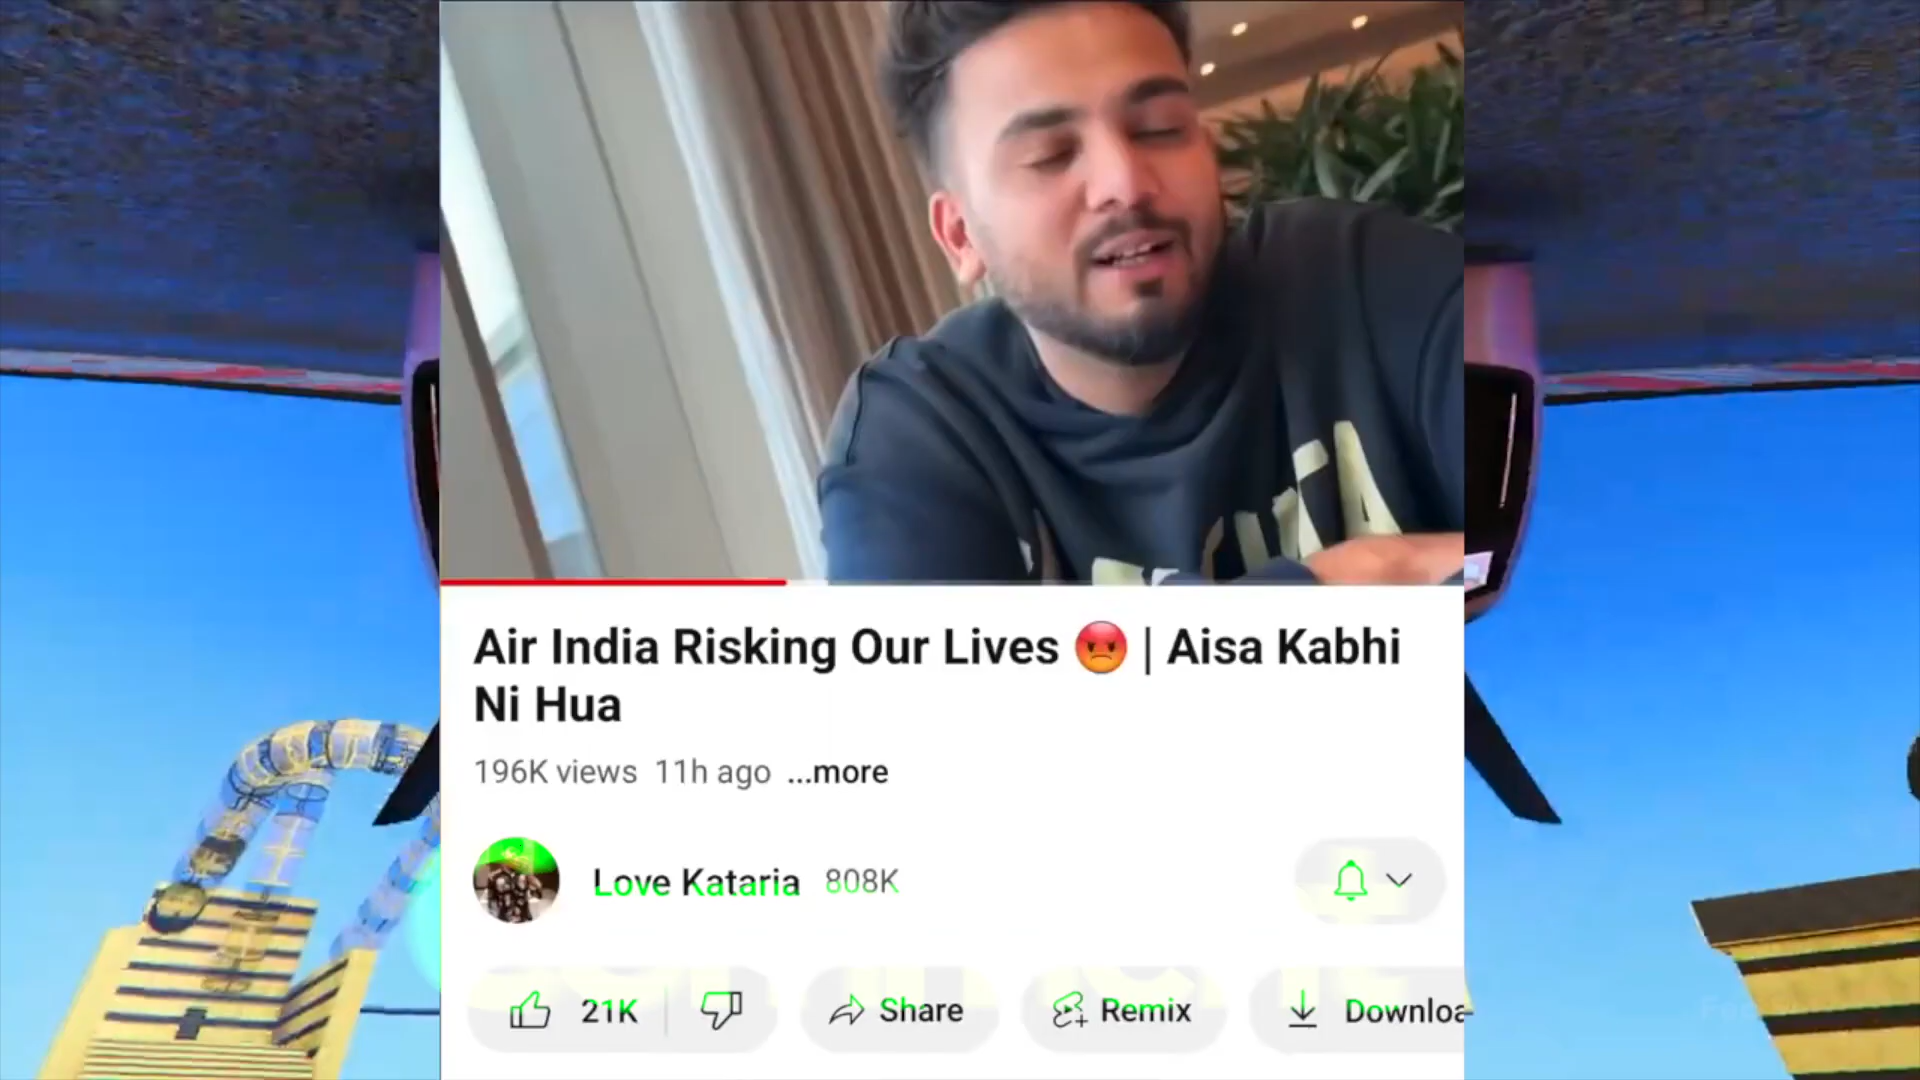 Air India Risking Our Lives 😡 | Aisa Kabhi
Ni Hua
196K views 11h ago ...more
Love Kataria 808K
21K Share Remix Downloa